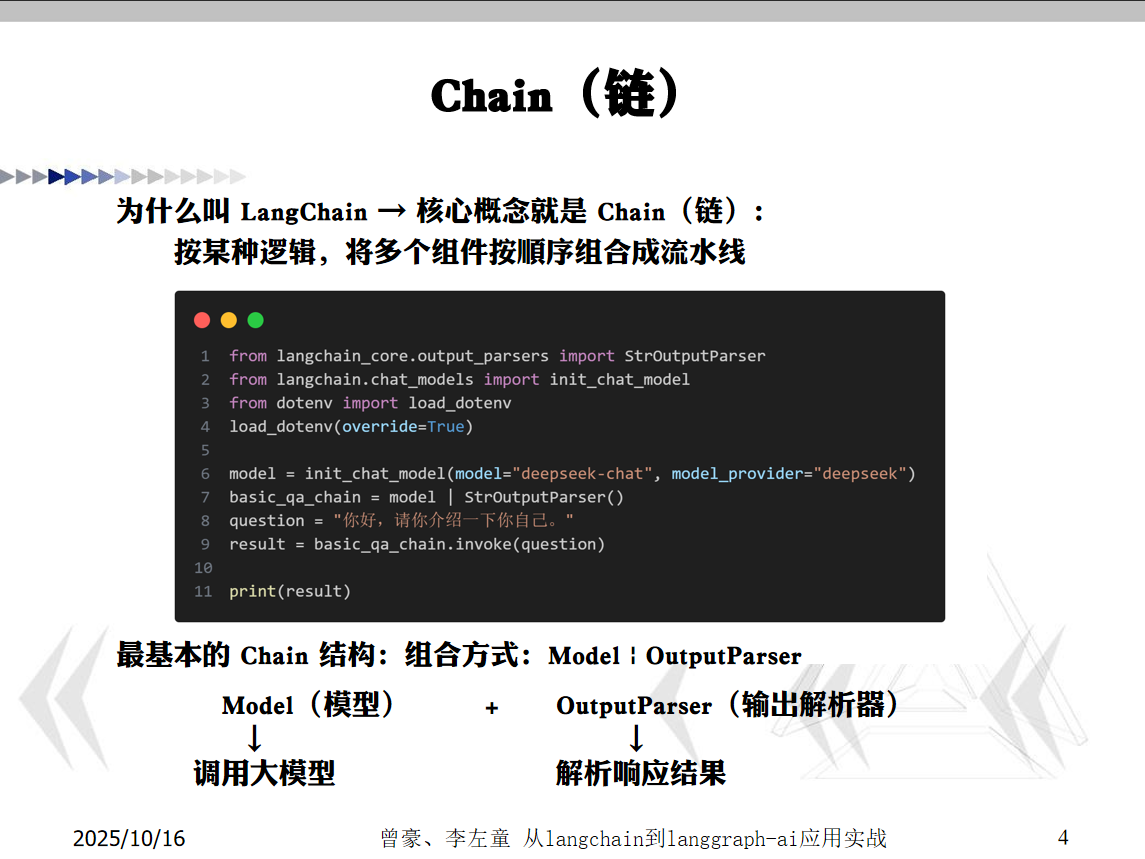 Chain（链）
为什么叫 LangChain → 核心概念就是 Chain（链）:
按某种逻辑，将多个组件按顺序组合成流水线
1 from langchain_core.output_parsers import StrOutputParser
2 from langchain.chat_models import init_chat_model
3 from dotenv import load_dotenv
4 load_dotenv(override=True)
5
6 model = init_chat_model(model="deepseek-chat", model_provider="deepseek")
7 basic_qa_chain = model | StrOutputParser()
8 question = "你好，请你介绍一下你自己。"
9 result = basic_qa_chain.invoke(question)
10
11 print(result)
最基本的 Chain 结构：组合方式：Model ¦ OutputParser
Model（模型） + OutputParser（输出解析器）
↓ ↓
调用大模型 解析响应结果
2025/10/16 曾豪、李左童 从langchain到langgraph-ai应用实战 4